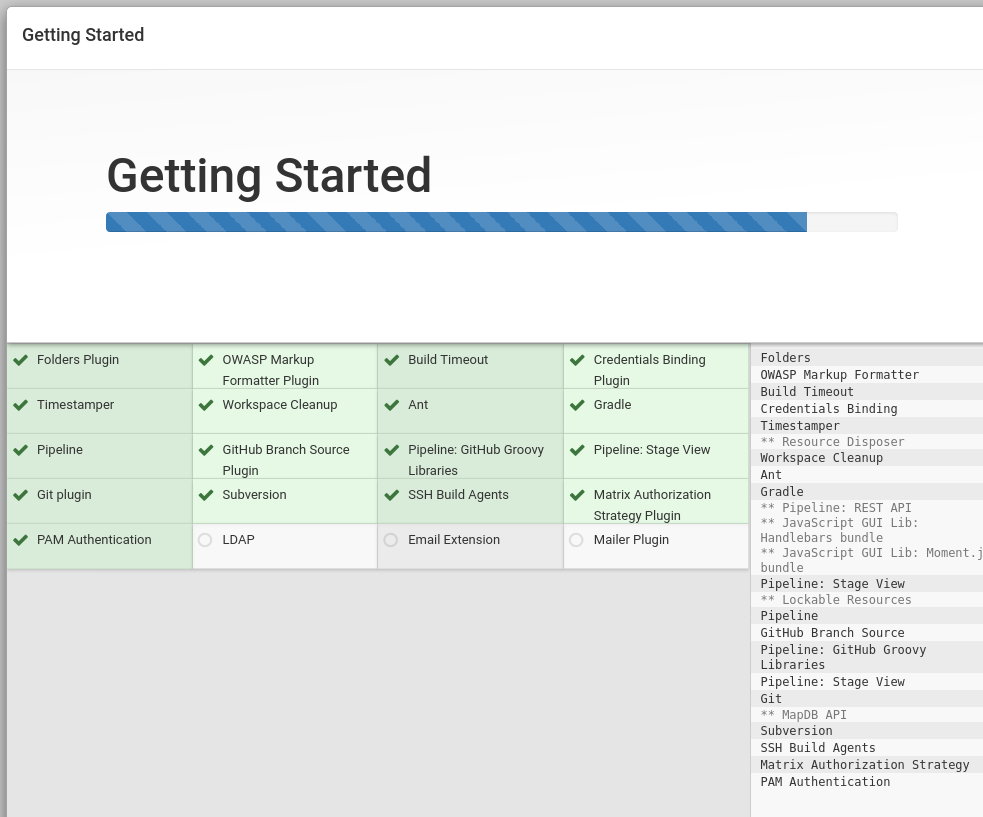 Getting Started
Getting Started
Folders Plugin
OWASP Markup
Formatter Plugin
Build Timeout
Credentials Binding
Plugin
Timestamper
Workspace Cleanup
Ant
Gradle
Pipeline
GitHub Branch Source
Plugin
Pipeline: GitHub Groovy
Libraries
Pipeline: Stage View
Git plugin
Subversion
SSH Build Agents
Matrix Authorization
Strategy Plugin
PAM Authentication
LDAP
Email Extension
Mailer Plugin
Folders
OWASP Markup Formatter
Build Timeout
Credentials Binding
Timestamper
** Resource Disposer
Workspace Cleanup
Ant
Gradle
** Pipeline: REST API
** JavaScript GUI Lib:
Handlebars bundle
** JavaScript GUI Lib: Moment.j
bundle
Pipeline: Stage View
** Lockable Resources
Pipeline
GitHub Branch Source
Pipeline: GitHub Groovy
Libraries
Pipeline: Stage View
Git
** MapDB API
Subversion
SSH Build Agents
Matrix Authorization Strategy
PAM Authentication